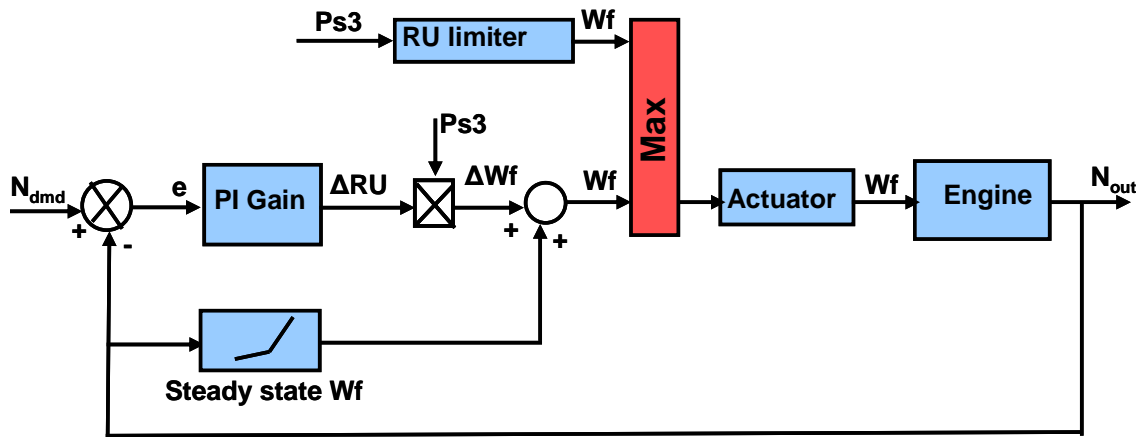 Ps3
RU limiter
Wf
Max
Ps3
Ndmd
+
-
e
PI Gain
ΔRU
ΔWf
+
+
Wf
Actuator
Wf
Engine
Nout
Steady state Wf